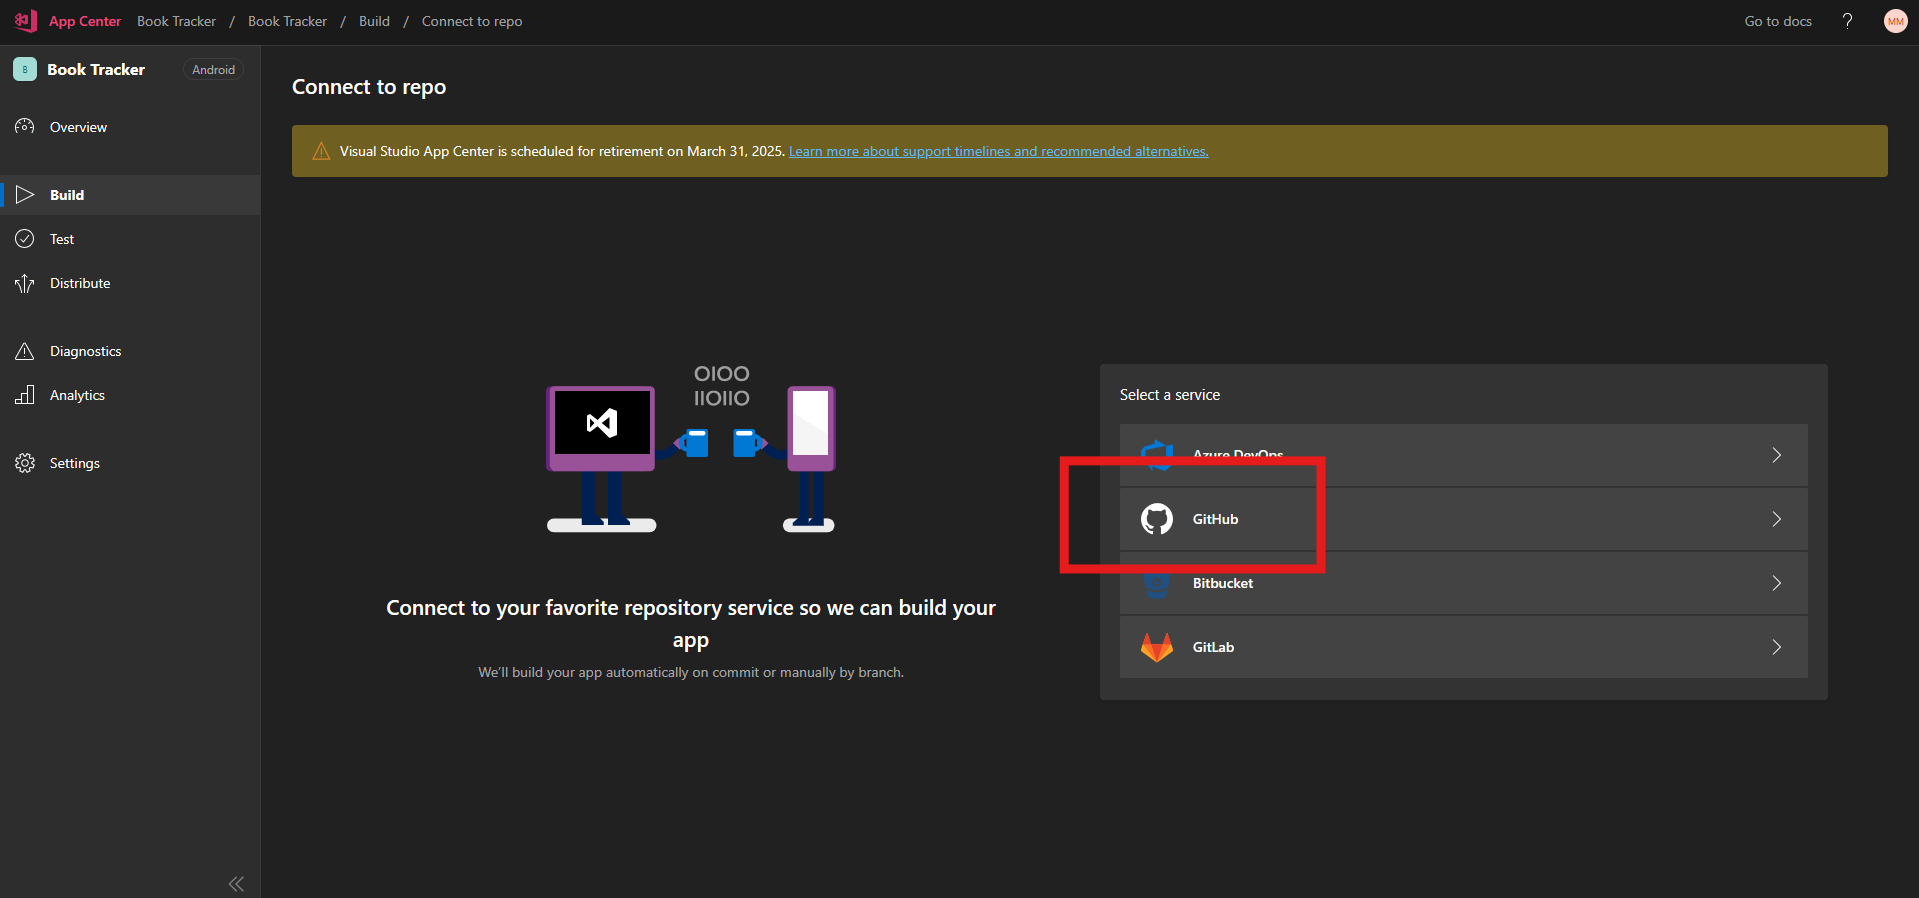 App Center Book Tracker / Book Tracker / Build / Connect to repo Go to docs ? MM
B Book Tracker Android
Overview
Build
Test
Distribute
Diagnostics
Analytics
Settings
Connect to repo
Visual Studio App Center is scheduled for retirement on March 31, 2025. Learn more about support timelines and recommended alternatives.
OIOO
IIOIIO
Connect to your favorite repository service so we can build your
app
We'll build your app automatically on commit or manually by branch.
Select a service
Azure DevOps
GitHub
Bitbucket
GitLab